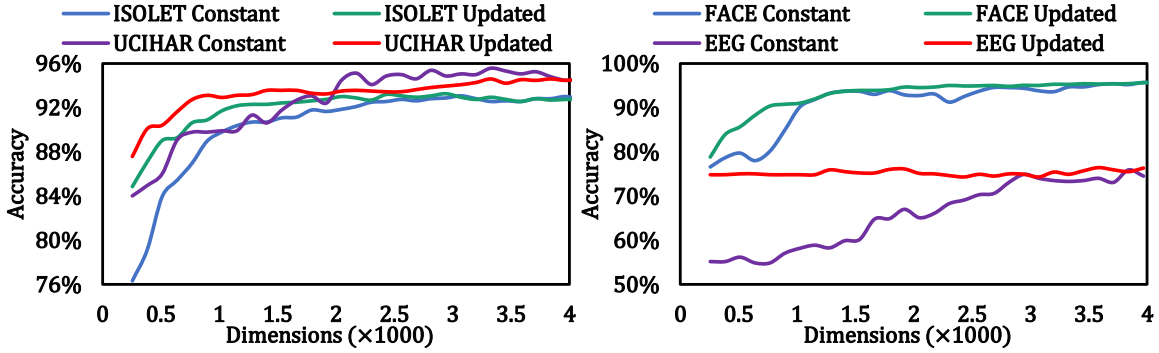 ISOLET Constant ISOLET Updated
UCIHAR Constant UCIHAR Updated
96%
92%
88%
84%
80%
76%
Accuracy
0 0.5 1 1.5 2 2.5 3 3.5 4
Dimensions (×1000)
FACE Constant FACE Updated
EEG Constant EEG Updated
100%
90%
80%
70%
60%
50%
Accuracy
0 0.5 1 1.5 2 2.5 3 3.5 4
Dimensions (×1000)